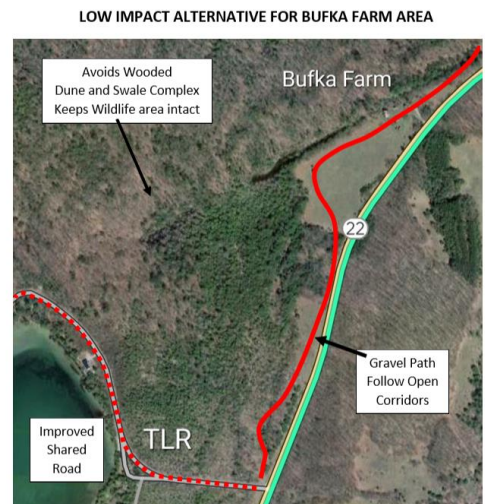 LOW IMPACT ALTERNATIVE FOR BUFKA FARM AREA
Avoids Wooded
Dune and Swale Complex
Keeps Wildlife area intact
Bufka Farm
22
Gravel Path
Follow Open
Corridors
Improved
Shared
Road
TLR